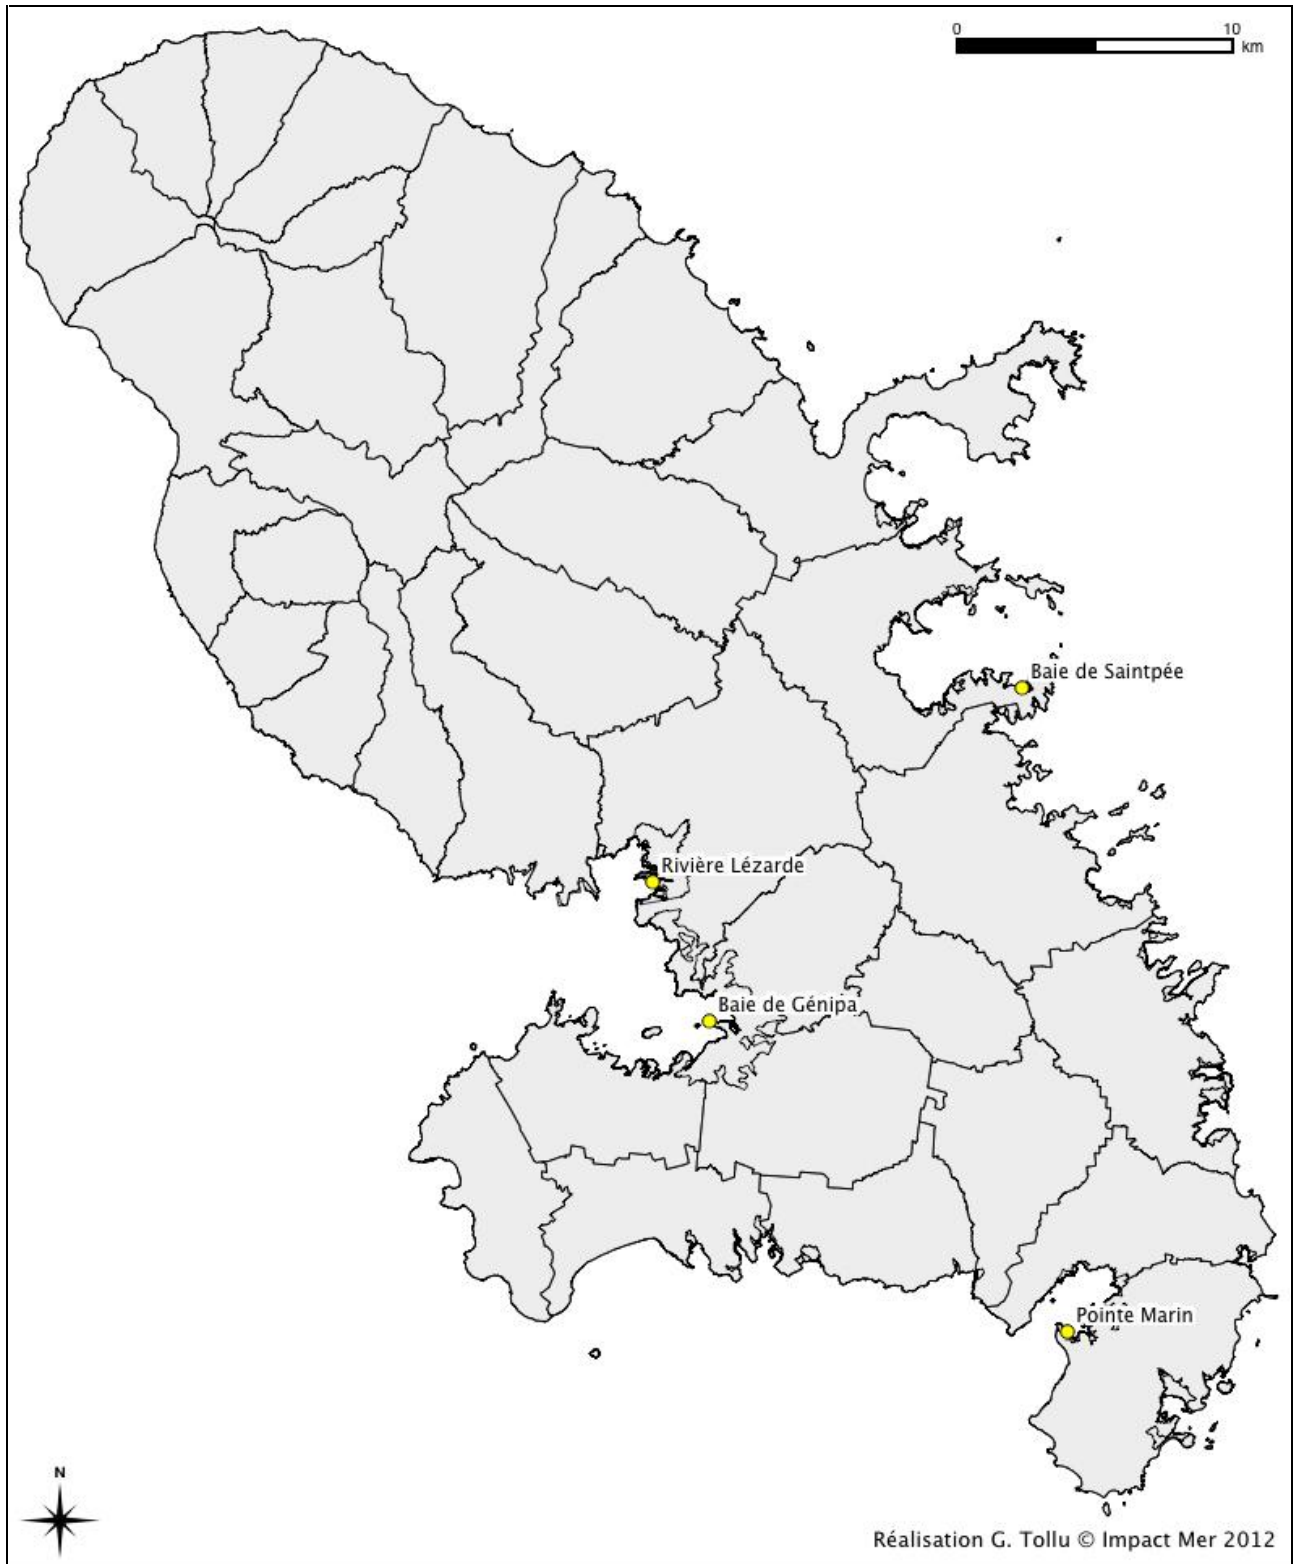 0 10
km
Baie de Saintpée
Rivière Lézarde
Baie de Génipa
Pointe Marin
N
Réalisation G. Tollu © Impact Mer 2012